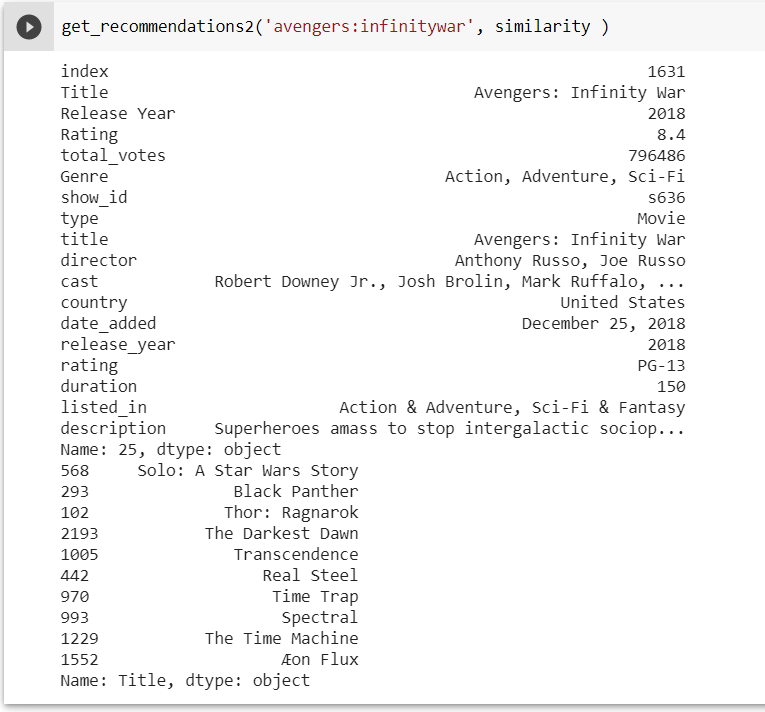 get_recommendations2('avengers:infinitywar', similarity )
index 1631
Title Avengers: Infinity War
Release Year 2018
Rating 8.4
total_votes 796486
Genre Action, Adventure, Sci-Fi
show_id s636
type Movie
title Avengers: Infinity War
director Anthony Russo, Joe Russo
cast Robert Downey Jr., Josh Brolin, Mark Ruffalo, ...
country United States
date_added December 25, 2018
release_year 2018
rating PG-13
duration 150
listed_in Action & Adventure, Sci-Fi & Fantasy
description Superheroes amass to stop intergalactic sociop...
Name: 25, dtype: object
568 Solo: A Star Wars Story
293 Black Panther
102 Thor: Ragnarok
2193 The Darkest Dawn
1005 Transcendence
442 Real Steel
970 Time Trap
993 Spectral
1229 The Time Machine
1552 Æon Flux
Name: Title, dtype: object